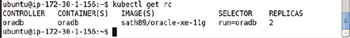 ubuntu@ip-172-30-1-155:~$ kubectl get rc
CONTROLLER CONTAINER(S) IMAGE(S) SELECTOR REPLICAS
oradb oradb sath89/oracle-xe-11g run=oradb 2
ubuntu@ip-172-30-1-155:~$